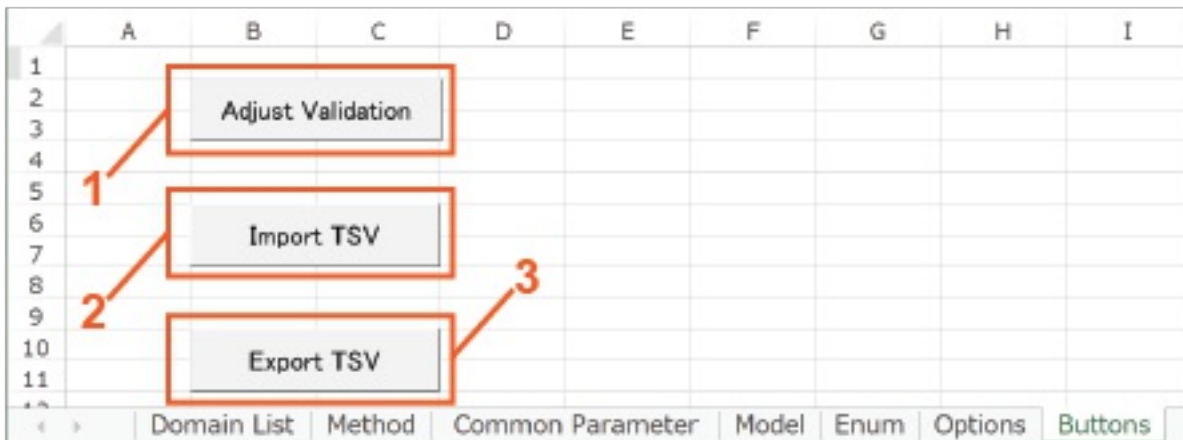 A B C D E F G H I
1
2 Adjust Validation
3
4
5 1
6 Import TSV
7
8 3
9 2
10 Export TSV
11
Domain List Method Common Parameter Model Enum Options Buttons